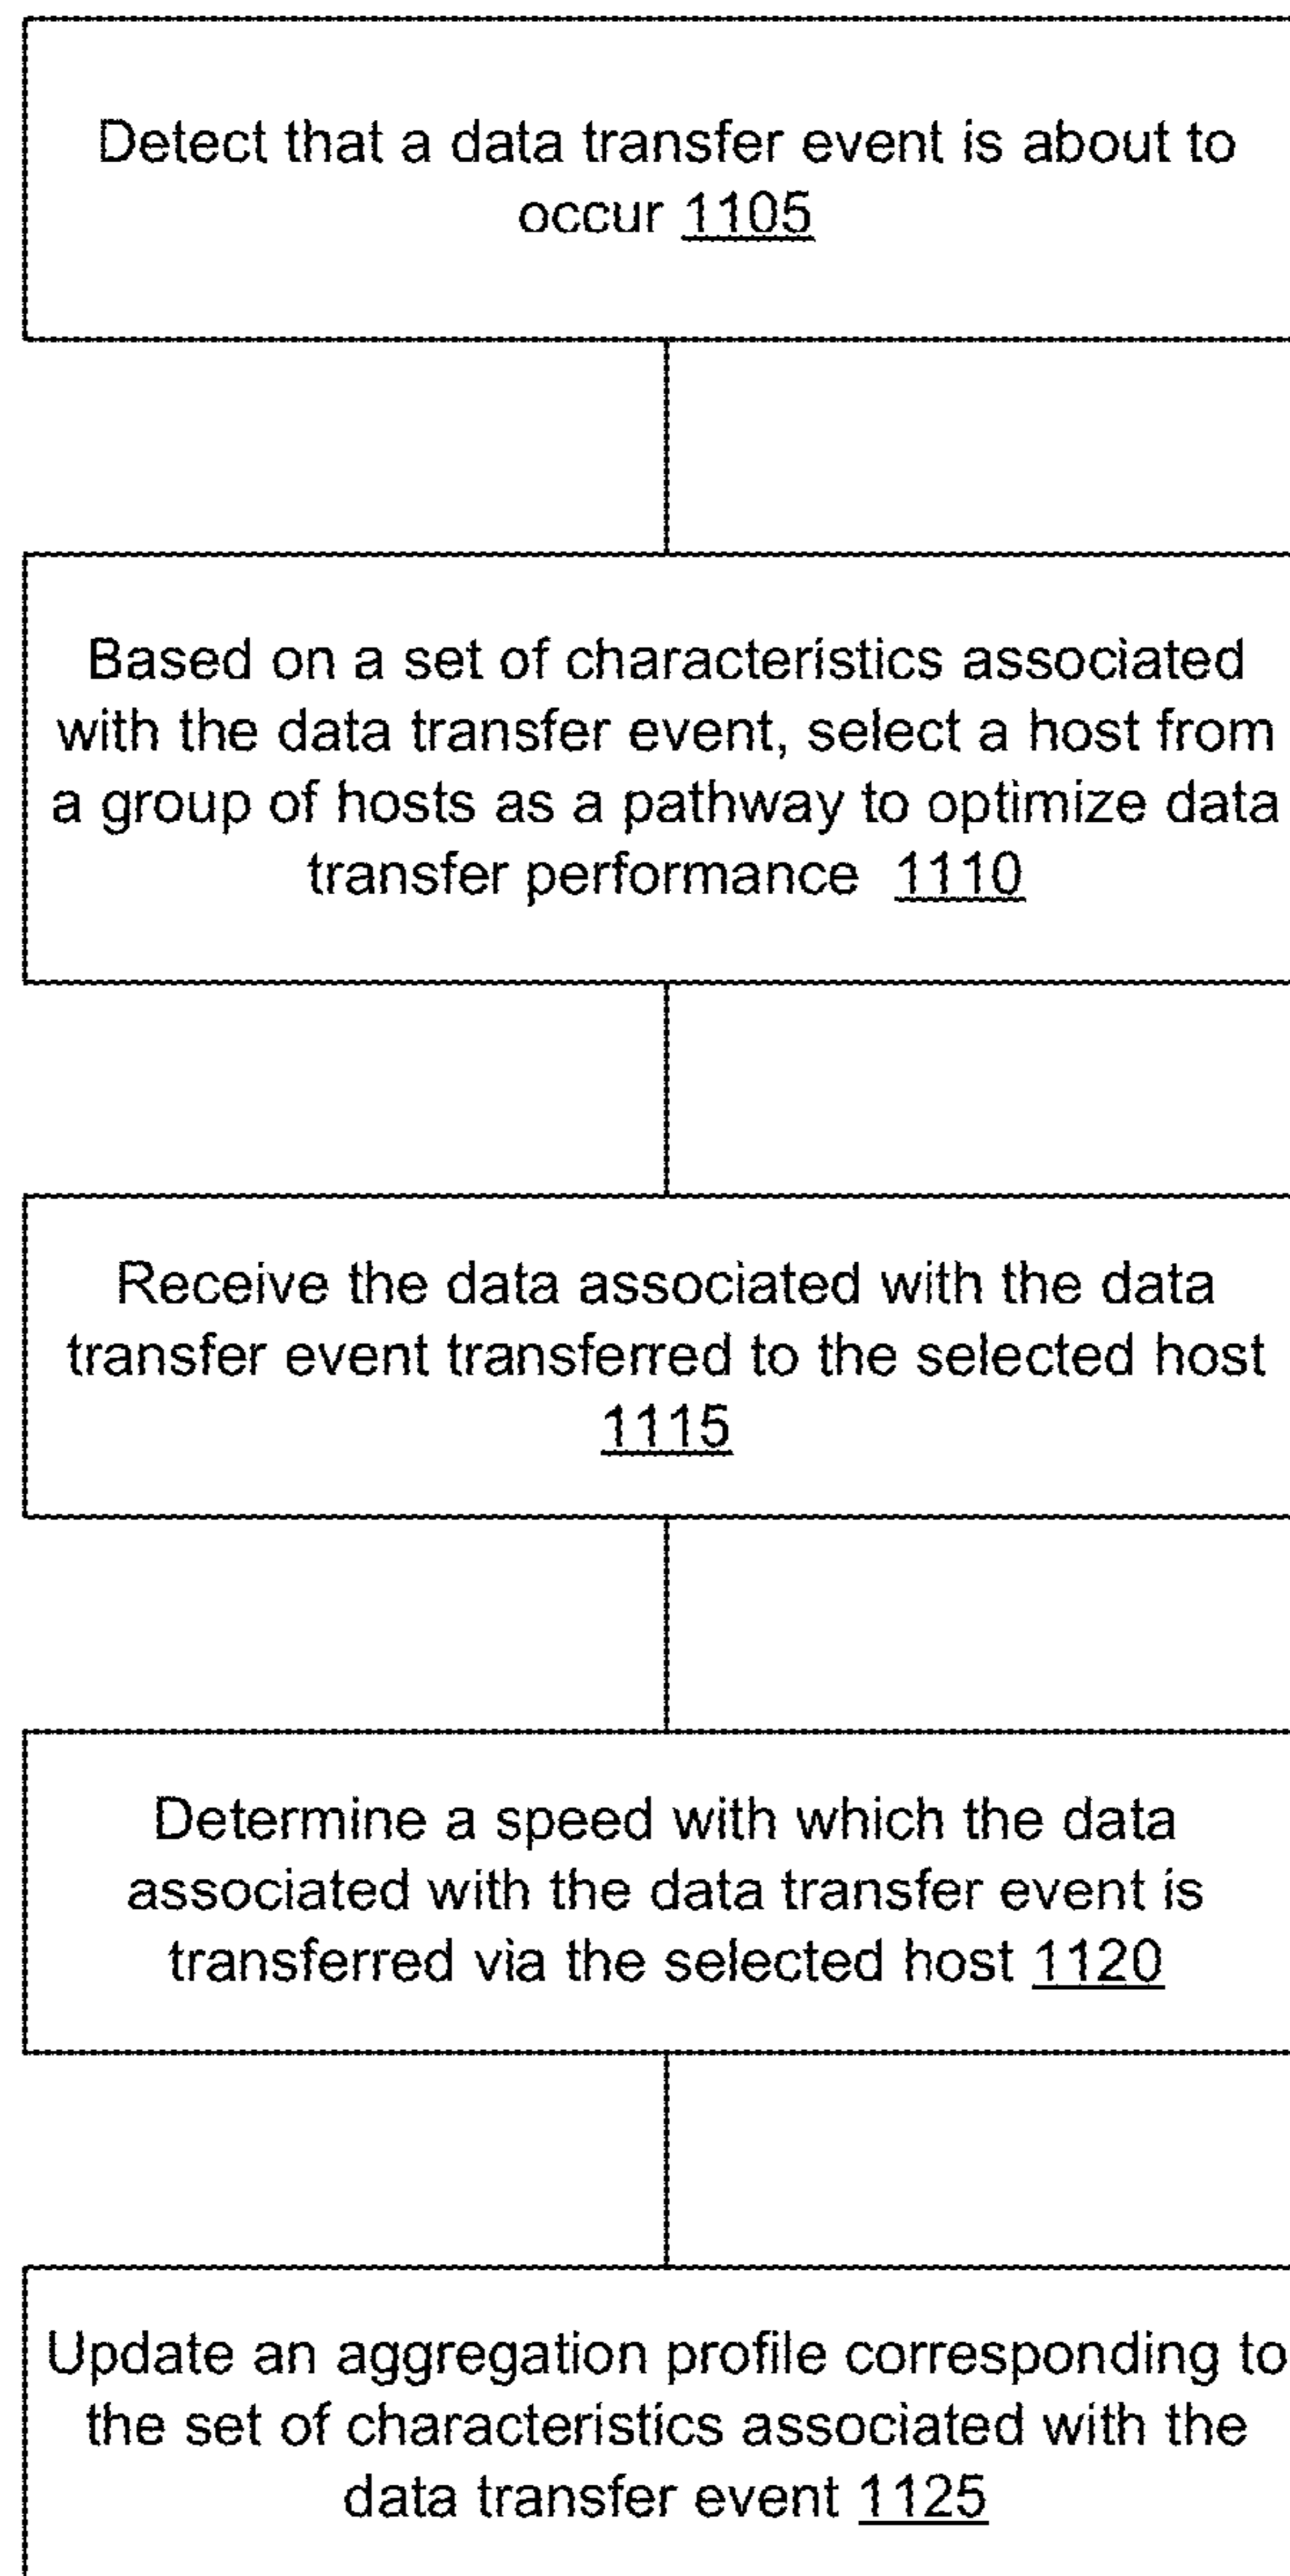 Detect that a data transfer event is about to
occur 1105
Based on a set of characteristics associated
with the data transfer event, select a host from
a group of hosts as a pathway to optimize data
transfer performance 1110
Receive the data associated with the data
transfer event transferred to the selected host
1115
Determine a speed with which the data
associated with the data transfer event is
transferred via the selected host 1120
Update an aggregation profile corresponding to
the set of characteristics associated with the
data transfer event 1125